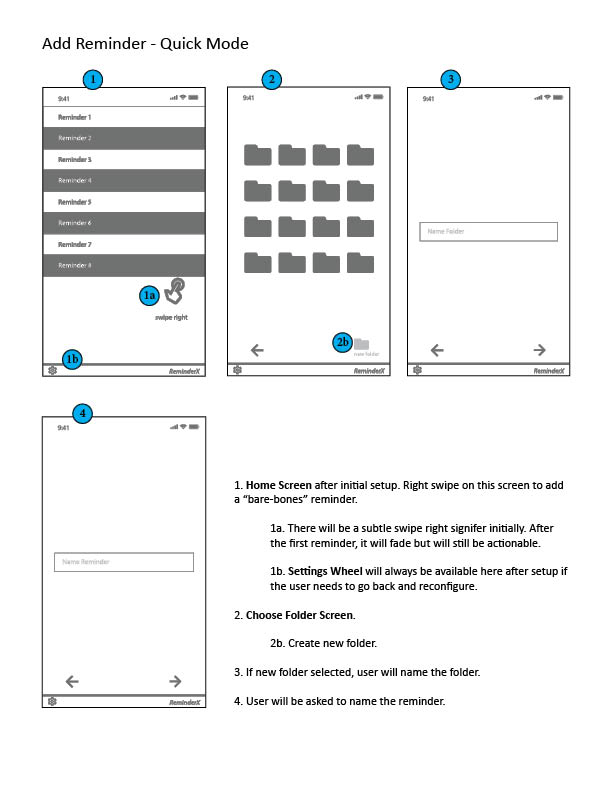 Add Reminder - Quick Mode
1
2
3
9:41
9:41
9:41
Reminder 1
Reminder 2
Reminder 3
Reminder 4
Reminder 5
Reminder 6
Reminder 7
Reminder 8
Name Folder
1a
swipe right
2b
new folder
1b
ReminderX
ReminderX
ReminderX
4
9:41
Name Reminder
ReminderX
1. Home Screen after initial setup. Right swipe on this screen to add
a “bare-bones” reminder.
1a. There will be a subtle swipe right signifer initially. After
the first reminder, it will fade but will still be actionable.
1b. Settings Wheel will always be available here after setup if
the user needs to go back and reconfigure.
2. Choose Folder Screen.
2b. Create new folder.
3. If new folder selected, user will name the folder.
4. User will be asked to name the reminder.